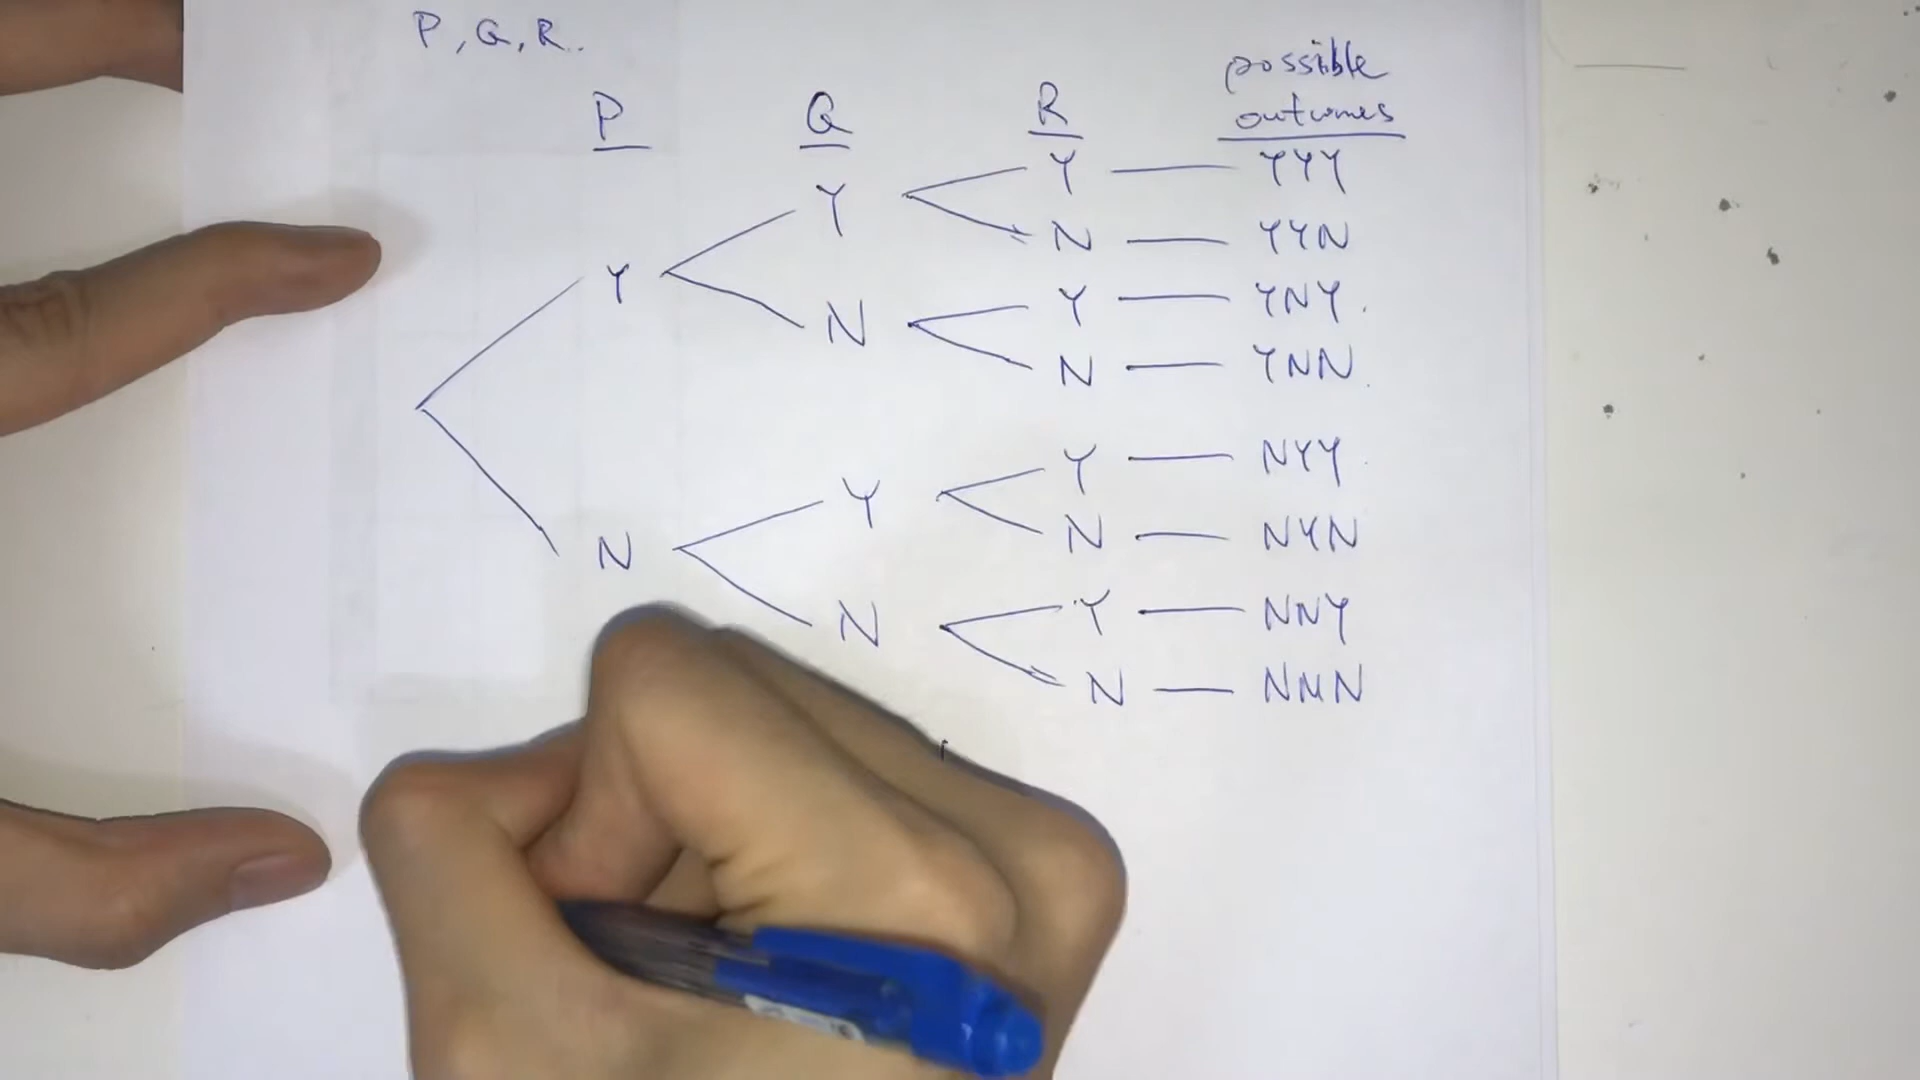 P, Q, R..
possible
P Q R outcomes
Y Y Y YYY
N YYN
N Y YNY.
N YNN.
N Y Y NYY.
N NYN
N Y NNY
N NNN